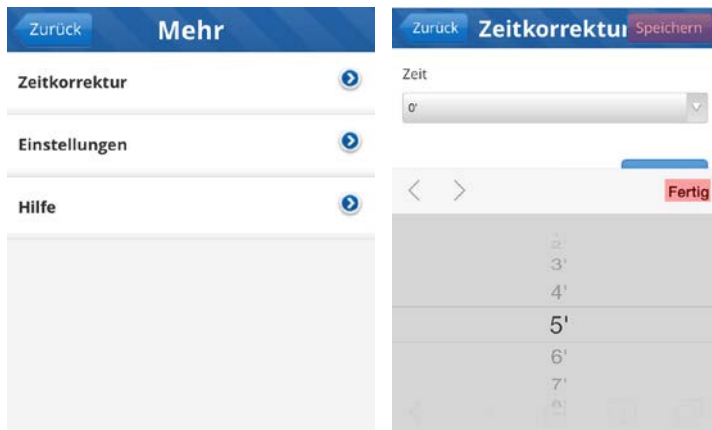 Zurück Mehr
Zeitkorrektur
Einstellungen
Hilfe
Zurück Zeitkorrektur Speichern
Zeit
0'
Fertig
3'
4'
5'
6'
7'